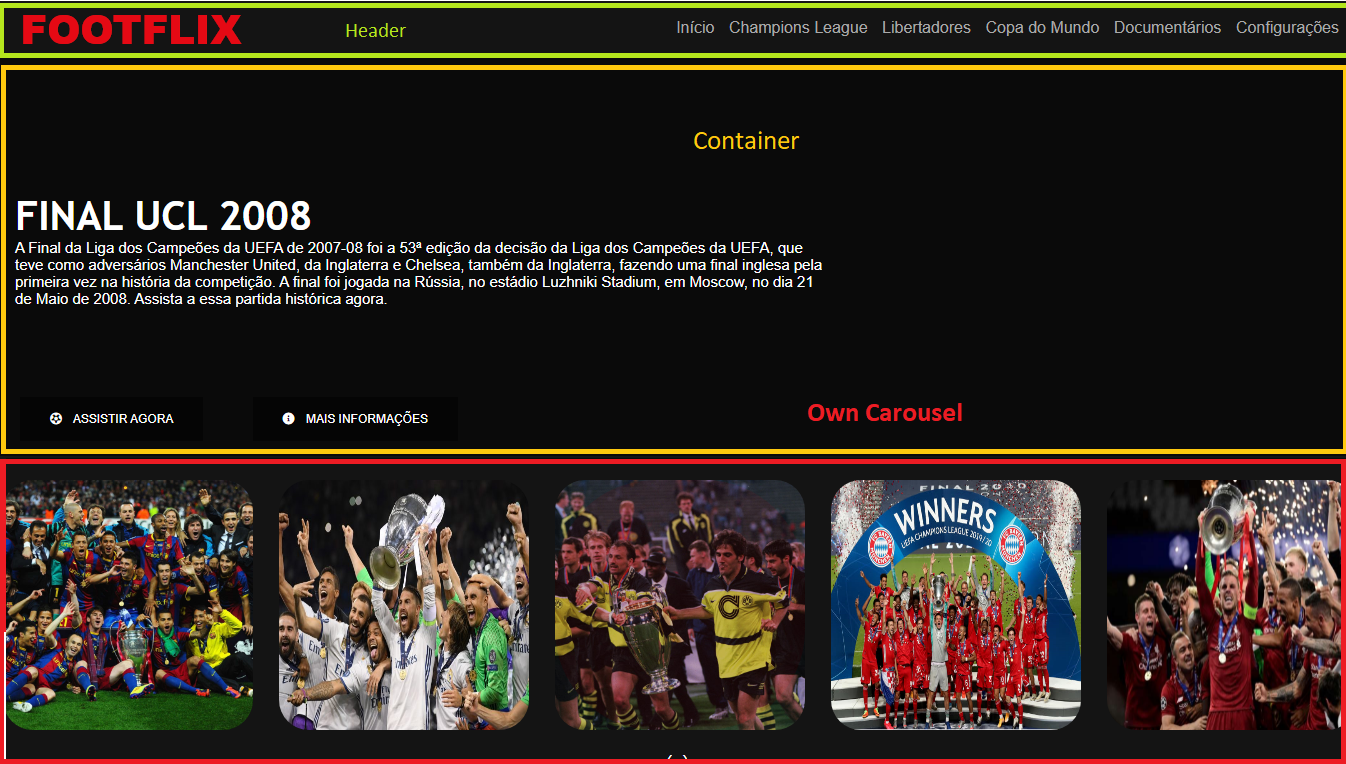 FOOTFLIX
Header
Início Champions League Libertadores Copa do Mundo Documentários Configurações
Container
FINAL UCL 2008
A Final da Liga dos Campeões da UEFA de 2007-08 foi a 53ª edição da decisão da Liga dos Campeões da UEFA, que
teve como adversários Manchester United, da Inglaterra e Chelsea, também da Inglaterra, fazendo uma final inglesa pela
primeira vez na história da competição. A final foi jogada na Rússia, no estádio Luzhniki Stadium, em Moscow, no dia 21
de Maio de 2008. Assista a essa partida histórica agora.
ASSISTIR AGORA
MAIS INFORMAÇÕES
Own Carousel
WINNERS
UEFA CHAMPIONS LEAGUE 2019/20